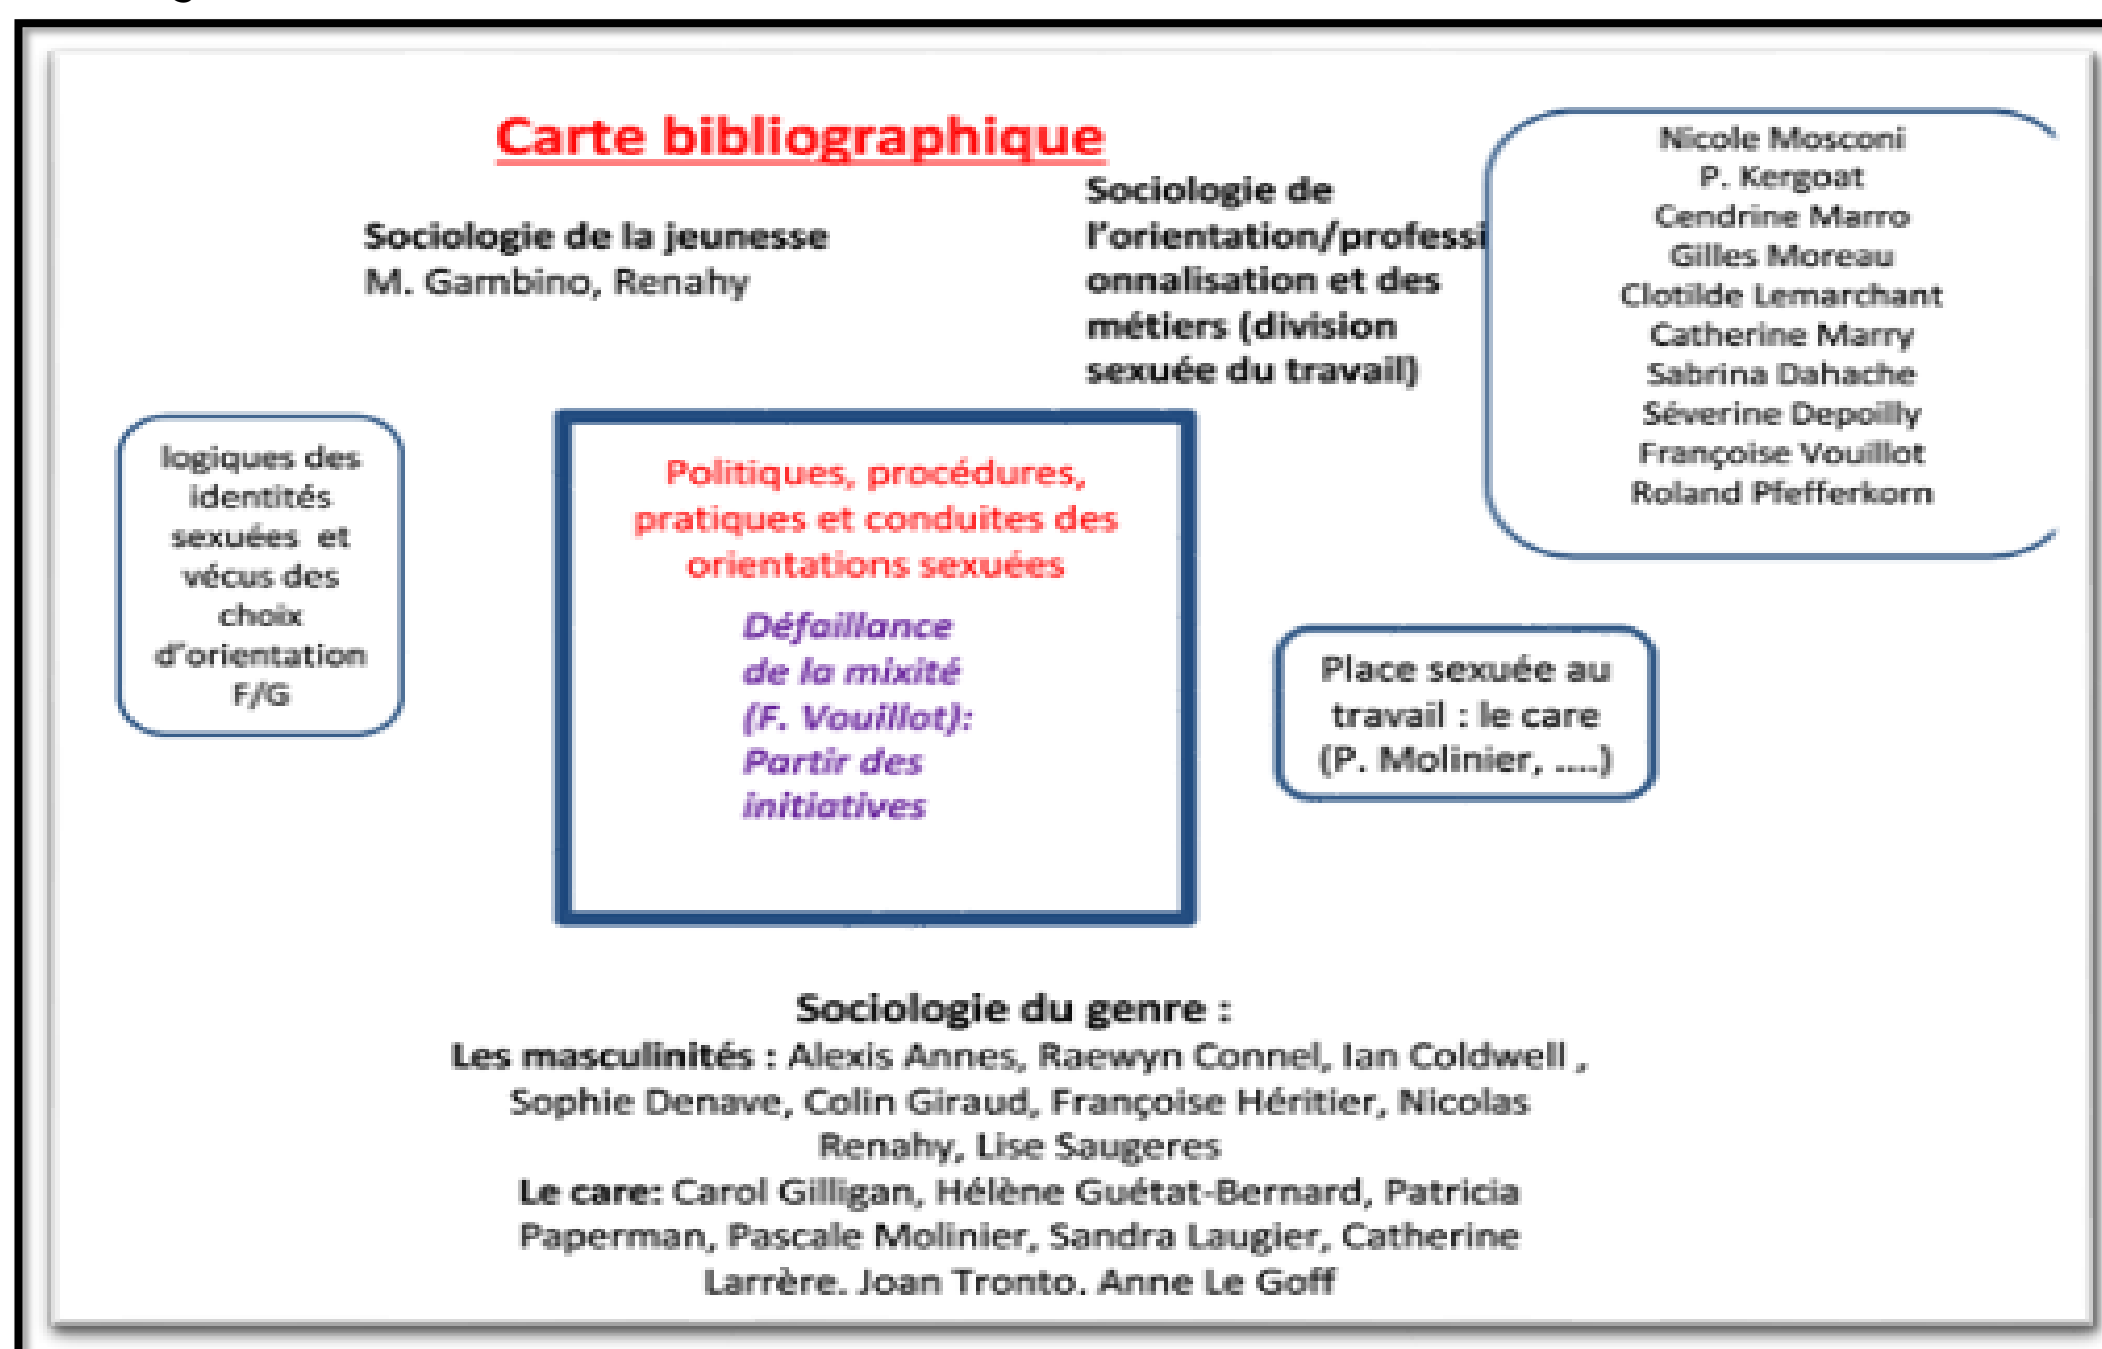 Carte bibliographique
Sociologie de la jeunesse
M. Gambino, Renahy
Sociologie de
l'orientation/professi
onnalisation et des
métiers (division
sexuée du travail)
Nicole Mosconi
P. Kergoat
Cendrine Marro
Gilles Moreau
Clotilde Lemarchant
Catherine Marry
Sabrina Dahache
Séverine Depoilly
Françoise Vouillot
Roland Pfefferkorn
logiques des
identités
sexuées et
vécus des
choix
d'orientation
F/G
Politiques, procédures,
pratiques et conduites des
orientations sexuées
Défaillance
de la mixité
(F. Vouillot):
Partir des
initiatives
Place sexuée au
travail : le care
(P. Molinier, ....)
Sociologie du genre :
Les masculinités : Alexis Annes, Raewyn Connel, Ian Coldwell ,
Sophie Denave, Colin Giraud, Françoise Héritier, Nicolas
Renahy, Lise Saugeres
Le care: Carol Gilligan, Hélène Guétat-Bernard, Patricia
Paperman, Pascale Molinier, Sandra Laugier, Catherine
Larrère. Joan Tronto. Anne Le Goff